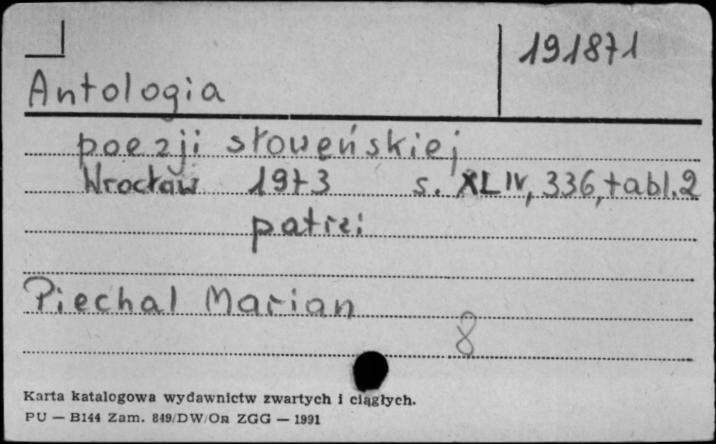 191871
Antologia
poezji słoweńskiej
Wrocław 1973 s. XLIV, 336, tabl. 2
patrz:
Piechal Marian
8
Karta katalogowa wydawnictw zwartych i ciągłych.
PU — B144 Zam. 849/DW/OR ZGG — 1991